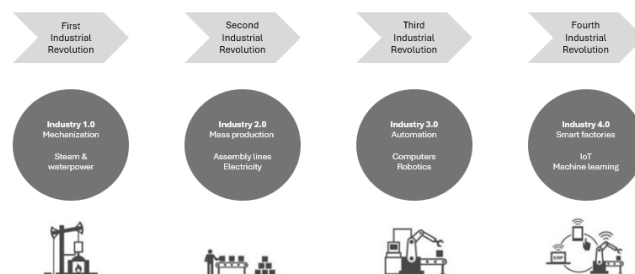 First
Industrial
Revolution
Second
Industrial
Revolution
Third
Industrial
Revolution
Fourth
Industrial
Revolution
Industry 1.0
Mechanization
Steam &
waterpower
Industry 2.0
Mass production
Assembly lines
Electricity
Industry 3.0
Automation
Computers
Robotics
Industry 4.0
Smart factories
IoT
Machine learning